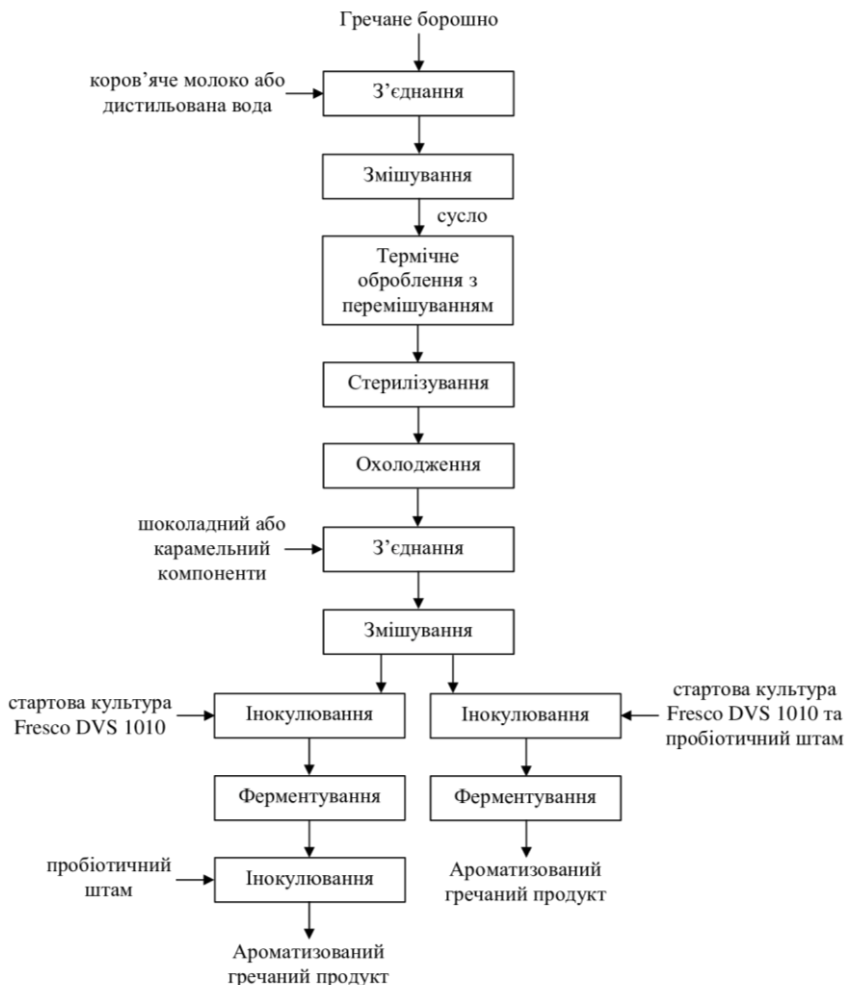 Гречане борошно
коров’яче молоко або
дистильована вода
З’єднання
Змішування
сусло
Термічне
оброблення з
перемішуванням
Стерилізування
Охолодження
шоколадний або
карамельний
компоненти
З’єднання
Змішування
стартова культура
Fresco DVS 1010
Інокулювання
Інокулювання
стартова культура
Fresco DVS 1010 та
пробіотичний штам
Ферментування
Ферментування
пробіотичний
штам
Інокулювання
Ароматизований
гречаний продукт
Ароматизований
гречаний продукт